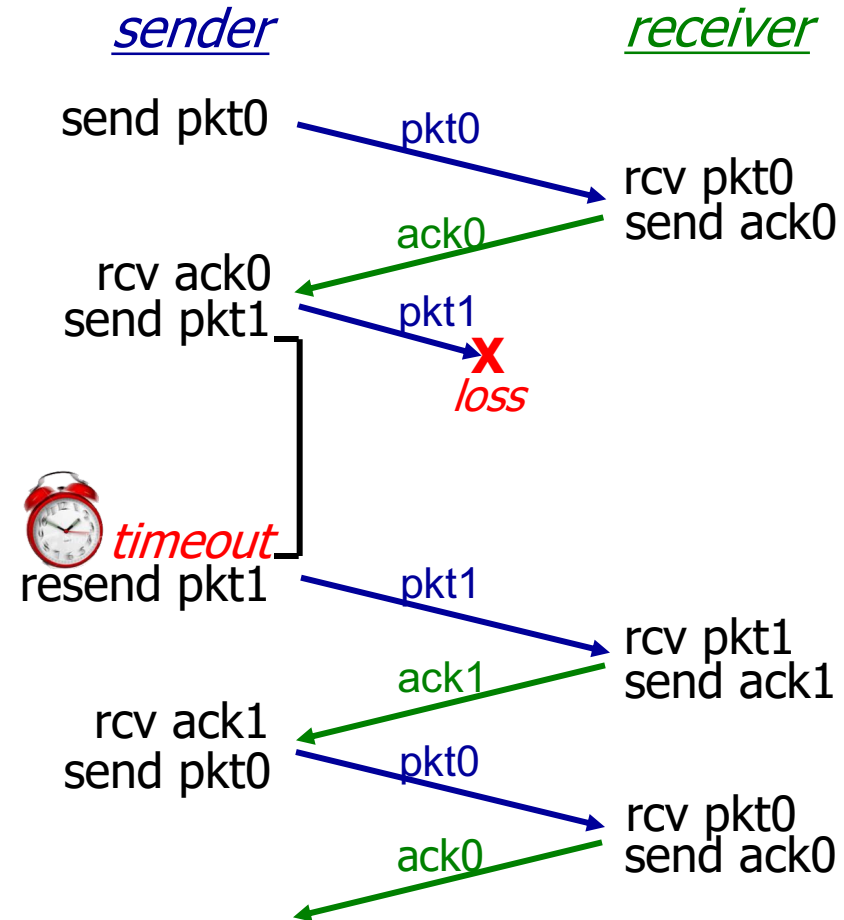 sender
receiver
send pkt0
pkt0
rcv pkt0
send ack0
ack0
rcv ack0
send pkt1
pkt1
X
loss
timeout
resend pkt1
pkt1
rcv pkt1
send ack1
ack1
rcv ack1
send pkt0
pkt0
rcv pkt0
send ack0
ack0